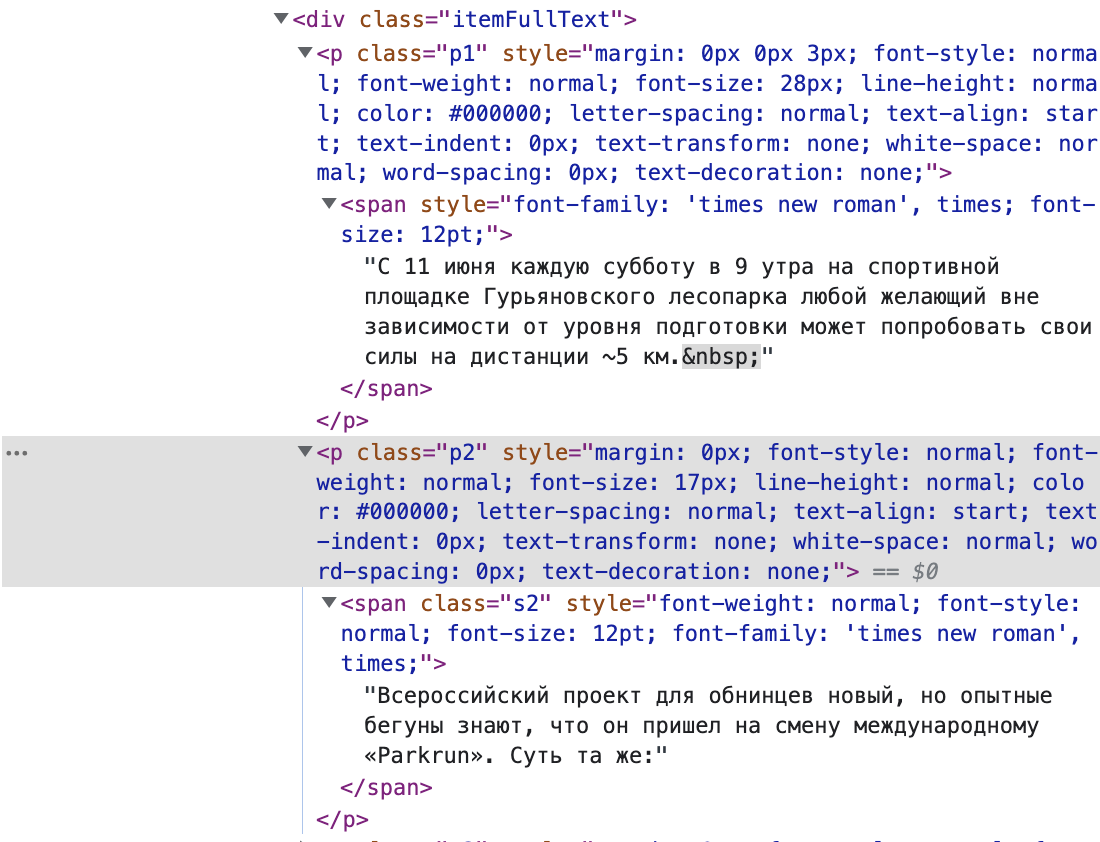 ▼<div class="itemFullText">
▼<p class="p1" style="margin: 0px 0px 3px; font-style: norma
l; font-weight: normal; font-size: 28px; line-height: norma
l; color: #000000; letter-spacing: normal; text-align: star
t; text-indent: 0px; text-transform: none; white-space: nor
mal; word-spacing: 0px; text-decoration: none;">
▼<span style="font-family: 'times new roman', times; font-
size: 12pt;">
"С 11 июня каждую субботу в 9 утра на спортивной
площадке Гурьяновского лесопарка любой желающий вне
зависимости от уровня подготовки может попробовать свои
силы на дистанции ~5 км.&nbsp;"
</span>
</p>
… ▼<p class="p2" style="margin: 0px; font-style: normal; font-
weight: normal; font-size: 17px; line-height: normal; colo
r: #000000; letter-spacing: normal; text-align: start; text
-indent: 0px; text-transform: none; white-space: normal; wo
rd-spacing: 0px; text-decoration: none;"> == $0
▼<span class="s2" style="font-weight: normal; font-style:
normal; font-size: 12pt; font-family: 'times new roman',
times;">
"Всероссийский проект для обнинцев новый, но опытные
бегуны знают, что он пришел на смену международному
«Parkrun». Суть та же:"
</span>
</p>